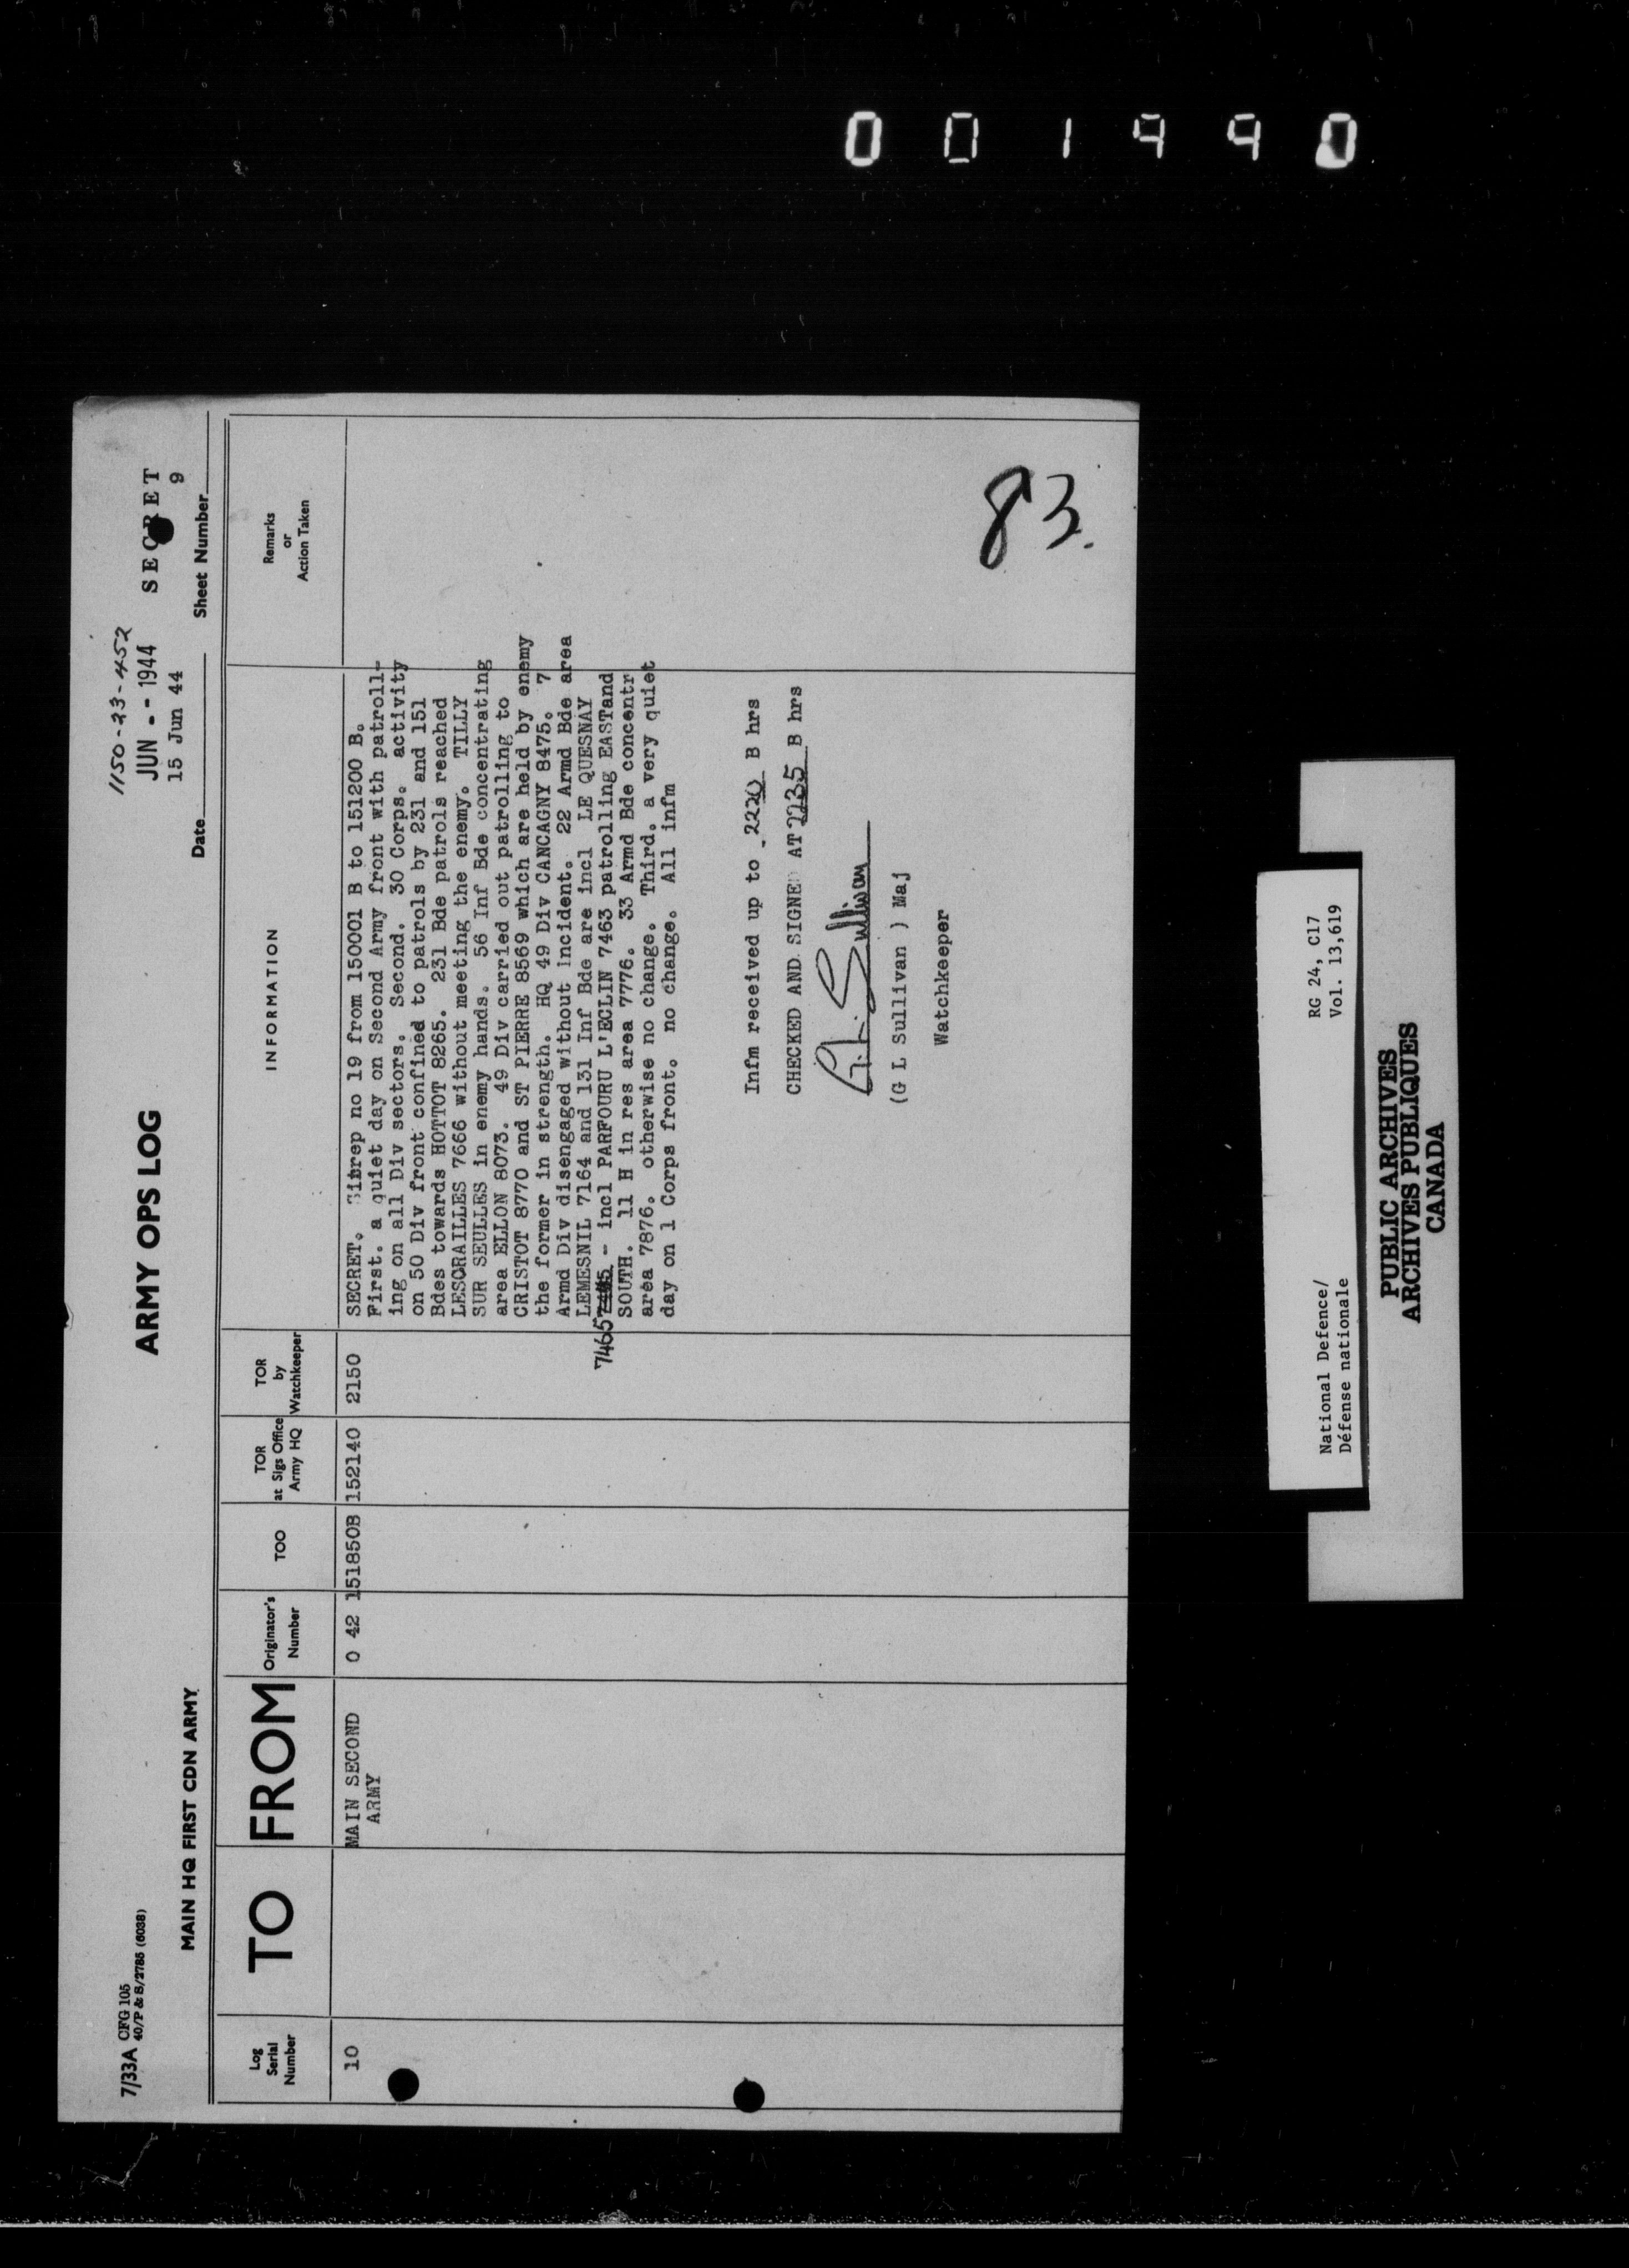 001440
7/33A CFG 105
40/P & S/2785 (6038)
MAIN HQ FIRST CDN ARMY
ARMY OPS LOG
1150-23-452
JUN - - 1944 SECRET
Date 15 Jun 44 Sheet Number 9
Log Serial Number
TO
FROM
Originator's Number
TOO
TOR at Sigs Office Army HQ
TOR by Watchkeeper
INFORMATION
Remarks or Action Taken
10
MAIN SECOND
ARMY
0 42
151850B
152140
2150
SECRET. Sitrep no 19 from 150001 B to 151200 B.
First. a quiet day on Second Army front with patroll-
ing on all Div sectors. Second. 30 Corps. activity
on 50 Div front confined to patrols by 231 and 151
Bdes towards HOTTOT 8265. 231 Bde patrols reached
LESORAILLES 7666 without meeting the enemy. TILLY
SUR SEULLES in enemy hands. 56 Inf Bde concentrating
area ELLON 8073. 49 Div carried out patrolling to
CRISTOT 8770 and ST PIERRE 8569 which are held by enemy
the former in strength. HQ 49 Div CANCAGNY 8475. 7
Armd Div disengaged without incident. 22 Armd Bde area
LEMESNIL 7164 and 131 Inf Bde are incl LE QUESNAY
7465 - incl PARFOURU L'ECLIN 7463 patrolling EASTand
SOUTH. 11 H in res area 7776. 33 Armd Bde concentr
area 7876. otherwise no change. Third. a very quiet
day on 1 Corps front. no change. All infm
Infm received up to 2220 B hrs
CHECKED AND SIGNED AT 2235 B hrs
G.L. Sullivan
(G L Sullivan ) Maj
Watchkeeper
83.
National Defence/
Défense nationale
RG 24, C17
Vol. 13,619
PUBLIC ARCHIVES
ARCHIVES PUBLIQUES
CANADA